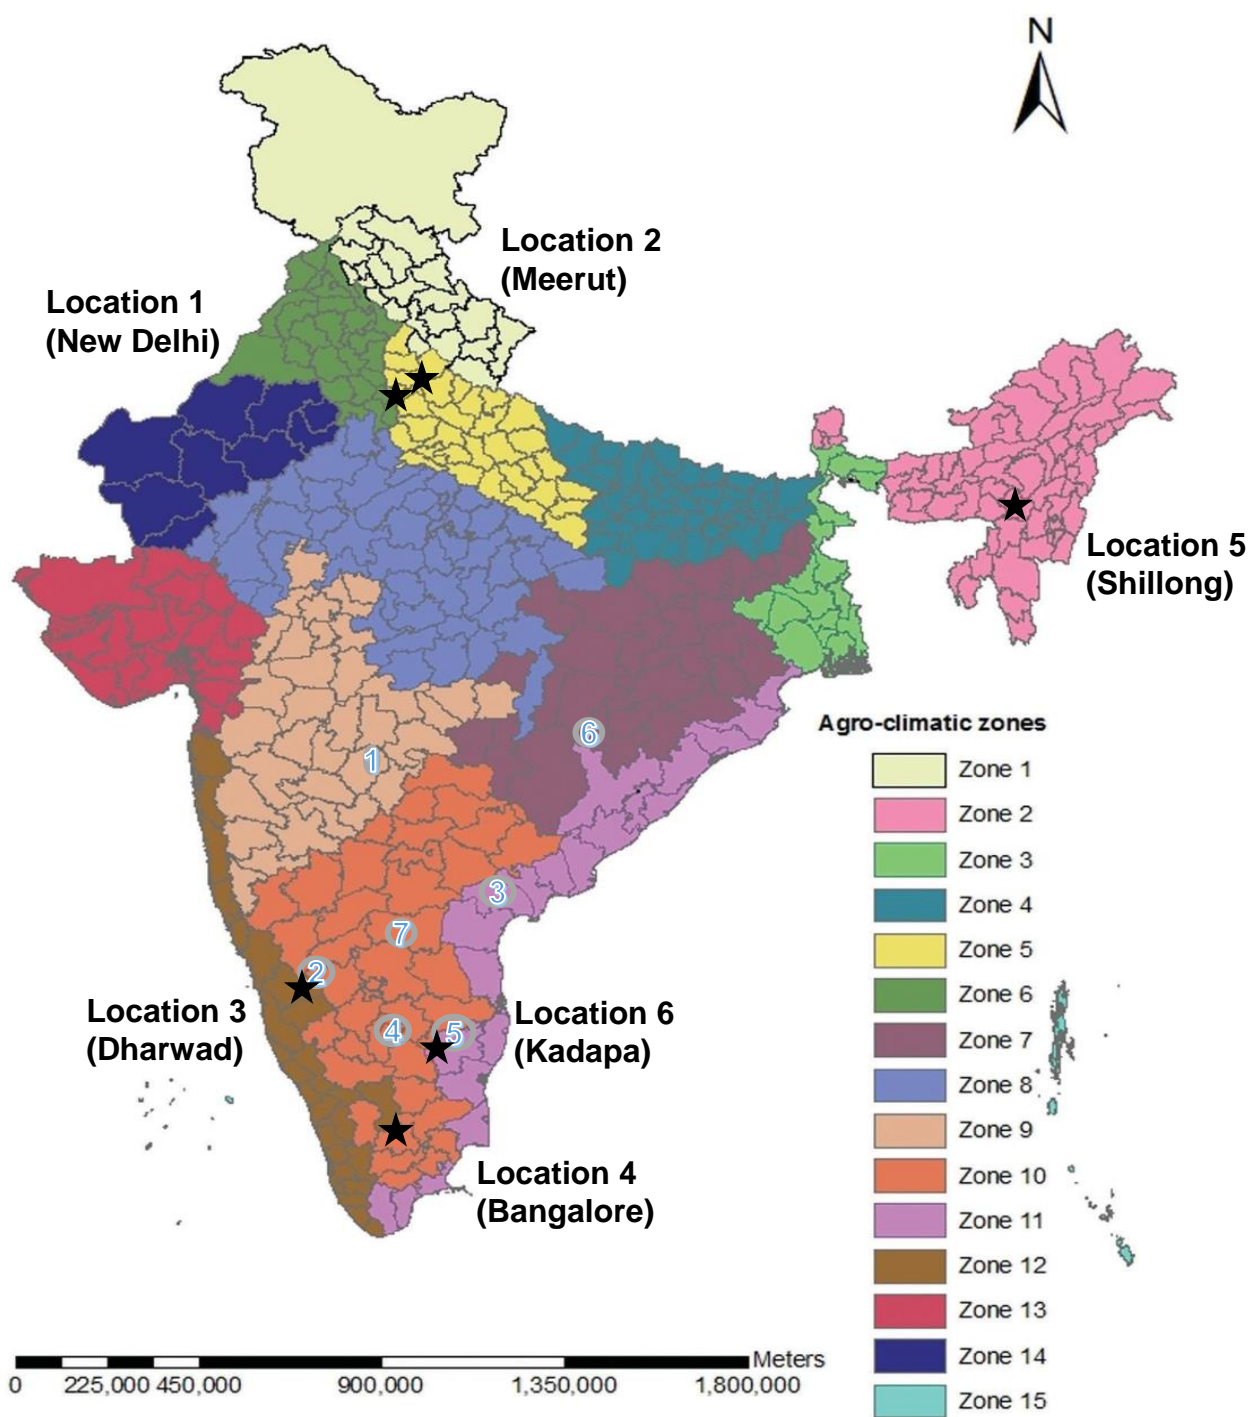 N
Location 2
(Meerut)
Location 1
(New Delhi)
Location 5
(Shillong)
Agro-climatic zones
Zone 1
Zone 2
Zone 3
Zone 4
Zone 5
Zone 6
Zone 7
Zone 8
Zone 9
Zone 10
Zone 11
Zone 12
Zone 13
Zone 14
Zone 15
6
1
3
7
2
Location 3
(Dharwad)
4
5
Location 6
(Kadapa)
Location 4
(Bangalore)
Meters
0 225,000 450,000 900,000 1,350,000 1,800,000